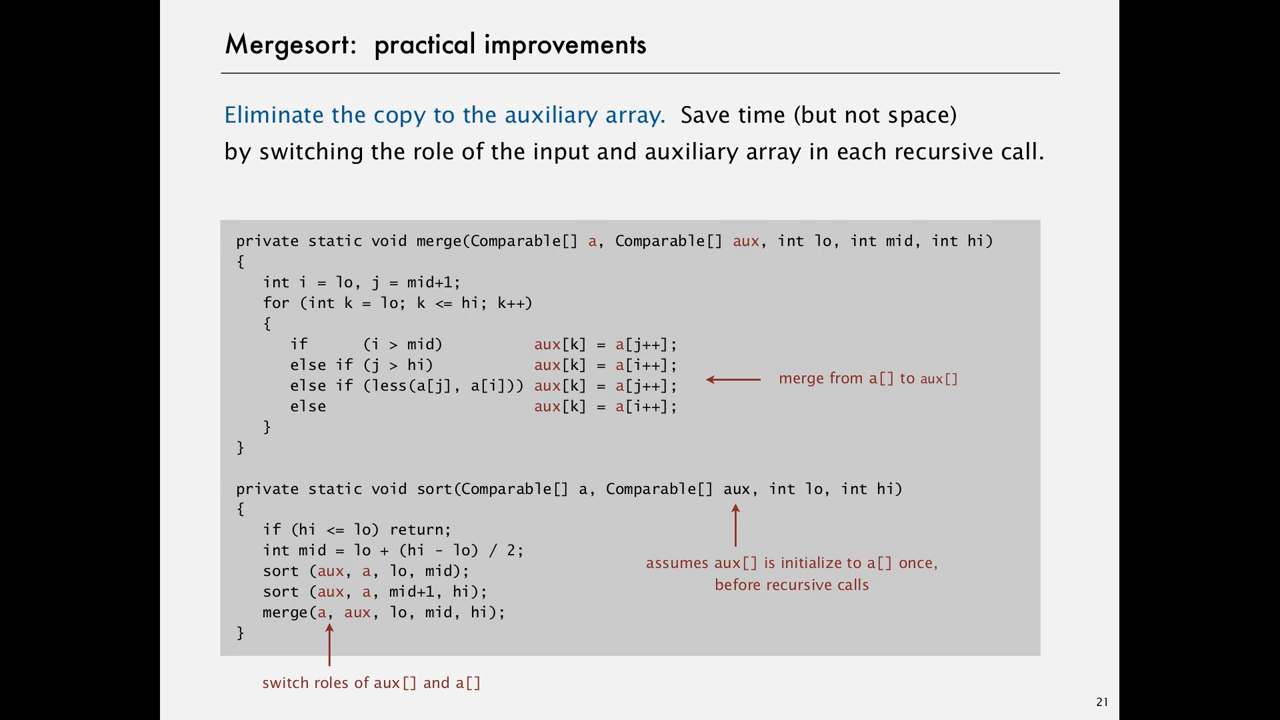 Mergesort: practical improvements
Eliminate the copy to the auxiliary array. Save time (but not space)
by switching the role of the input and auxiliary array in each recursive call.
private static void merge(Comparable[] a, Comparable[] aux, int lo, int mid, int hi)
{
   int i = lo, j = mid+1;
   for (int k = lo; k <= hi; k++)
   {
      if      (i > mid)          aux[k] = a[j++];
      else if (j > hi)           aux[k] = a[i++];
      else if (less(a[j], a[i])) aux[k] = a[j++];
      else                       aux[k] = a[i++];
   }
}
merge from a[] to aux[]
private static void sort(Comparable[] a, Comparable[] aux, int lo, int hi)
{
   if (hi <= lo) return;
   int mid = lo + (hi - lo) / 2;
   sort (aux, a, lo, mid);
   sort (aux, a, mid+1, hi);
   merge(a, aux, lo, mid, hi);
}
assumes aux[] is initialize to a[] once,
before recursive calls
switch roles of aux[] and a[]
21